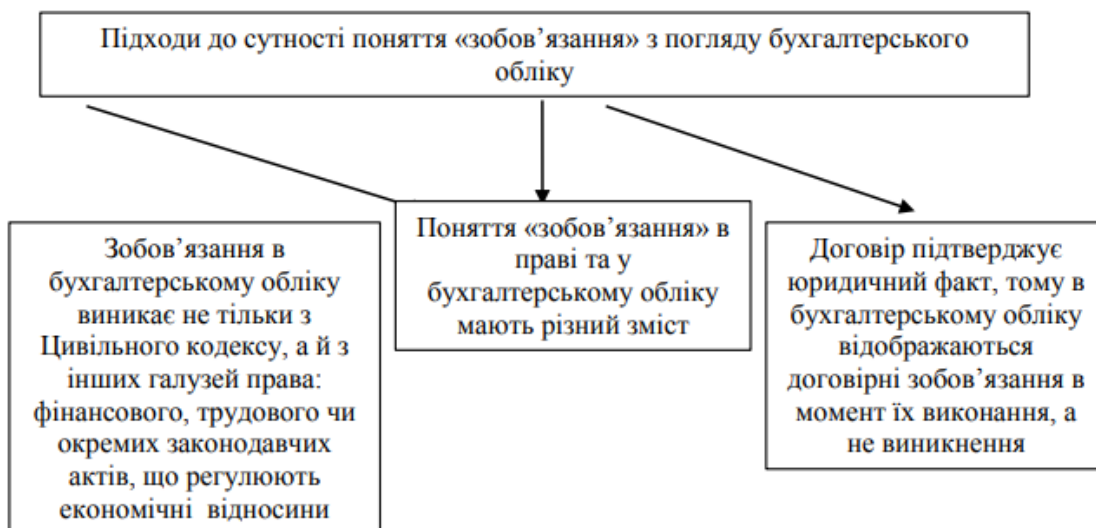 Підходи до сутності поняття «зобов’язання» з погляду бухгалтерського
обліку
Зобов’язання в
бухгалтерському обліку
виникає не тільки з
Цивільного кодексу, а й з
інших галузей права:
фінансового, трудового чи
окремих законодавчих
актів, що регулюють
економічні відносини
Поняття «зобов’язання» в
праві та у
бухгалтерському обліку
мають різний зміст
Договір підтверджує
юридичний факт, тому в
бухгалтерському обліку
відображаються
договірні зобов’язання в
момент їх виконання, а
не виникнення